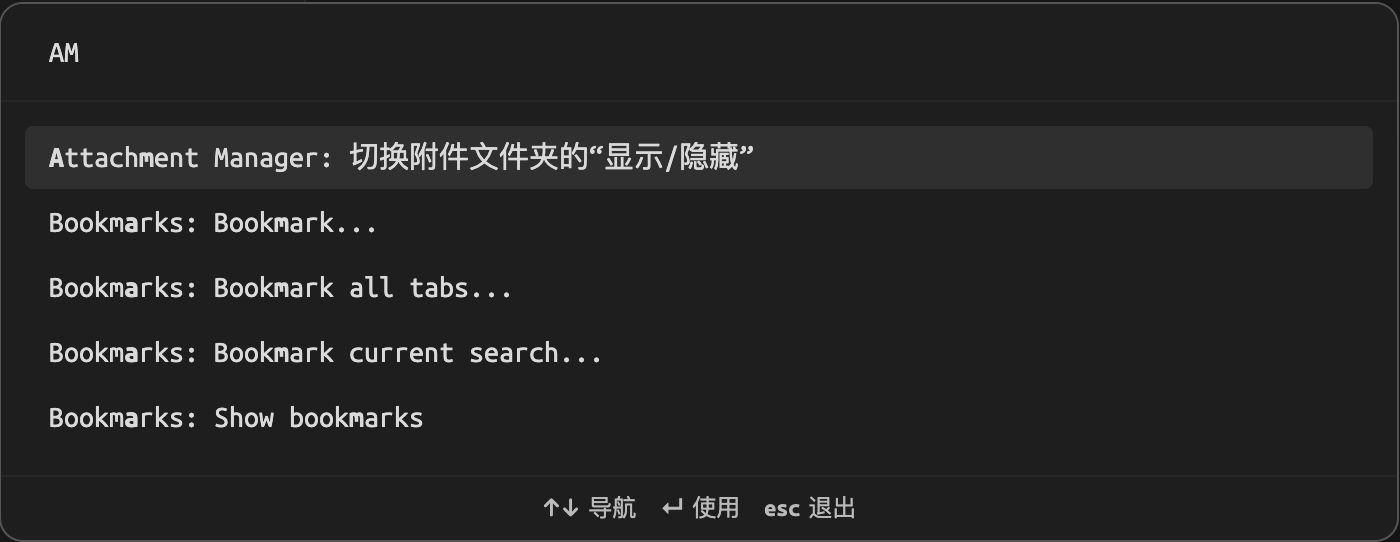 AM
Attachment Manager: 切换附件文件夹的“显示/隐藏”
Bookmarks: Bookmark...
Bookmarks: Bookmark all tabs...
Bookmarks: Bookmark current search...
Bookmarks: Show bookmarks
↑↓ 导航 ↵ 使用 esc 退出